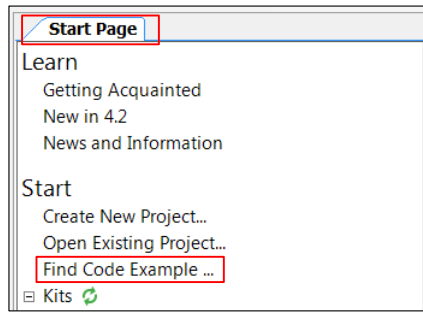 Start Page
Learn
Getting Acquainted
New in 4.2
News and Information
Start
Create New Project...
Open Existing Project...
Find Code Example ...
Kits